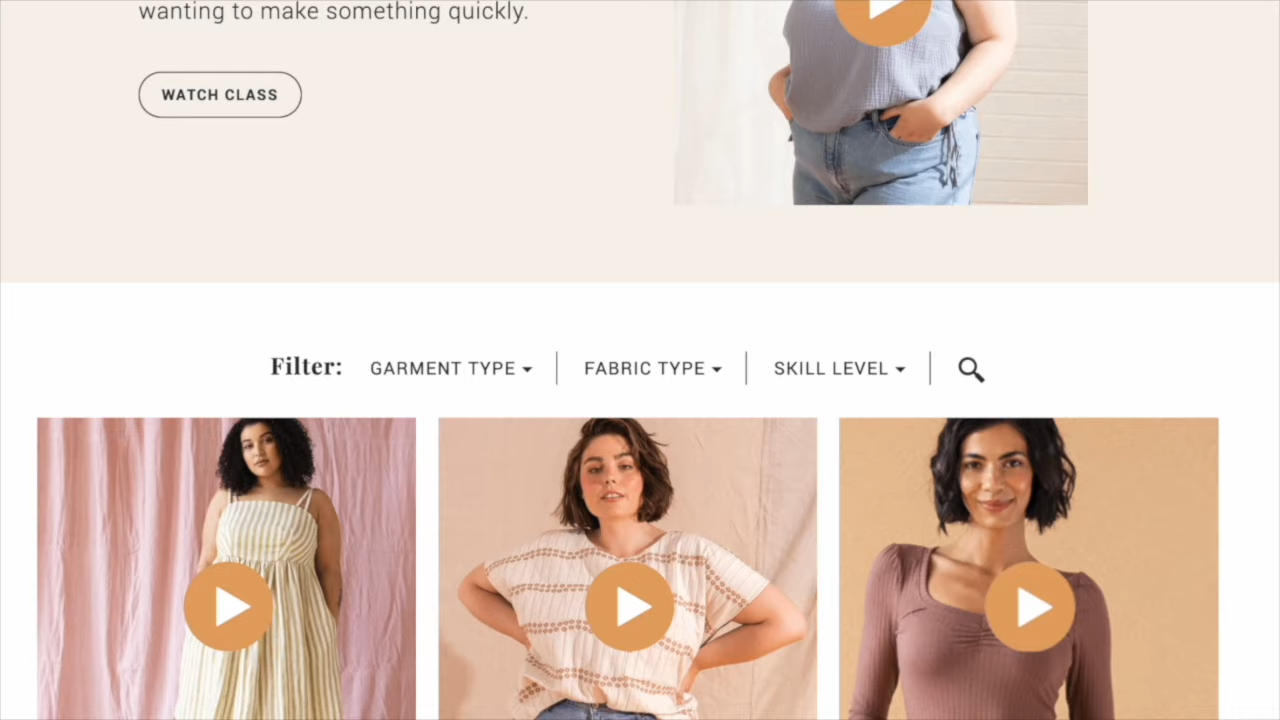 wanting to make something quickly.
WATCH CLASS
Filter: GARMENT TYPE FABRIC TYPE SKILL LEVEL